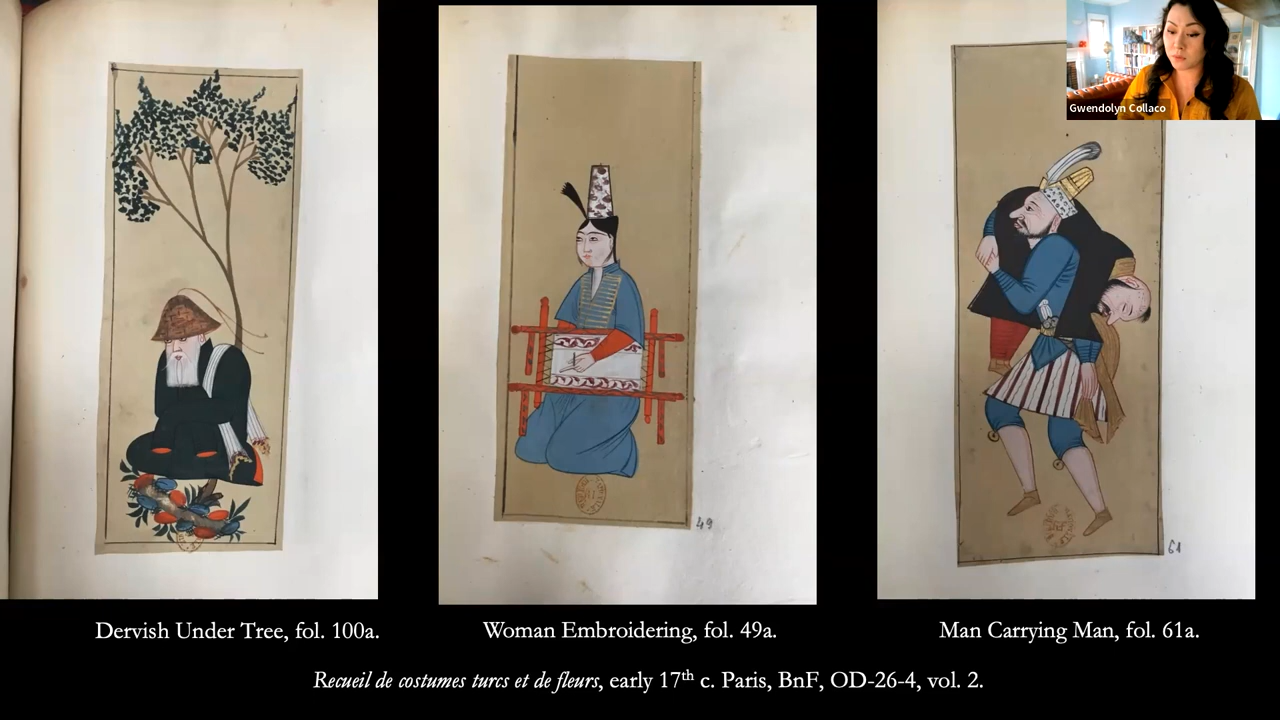 Gwendolyn Collaco
49
61
Dervish Under Tree, fol. 100a.
Woman Embroidering, fol. 49a.
Man Carrying Man, fol. 61a.
Recueil de costumes turcs et de fleurs, early 17th c. Paris, BnF, OD-26-4, vol. 2.